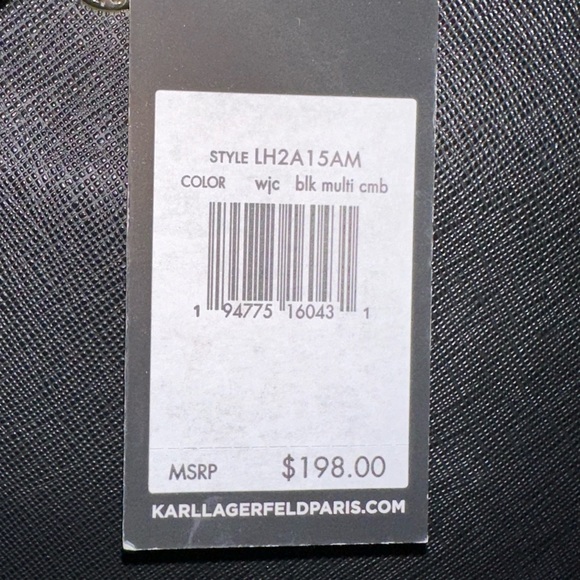 STYLE LH2A15AM
COLOR wjc blk multi cmb
1 94775 16043 1
MSRP $198.00
KARLLAGERFELDPARIS.COM